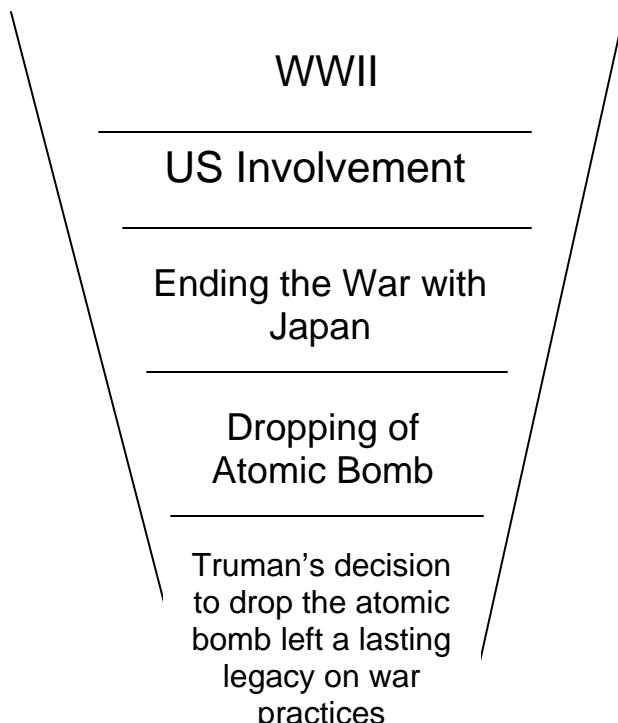 WWII
US Involvement
Ending the War with
Japan
Dropping of
Atomic Bomb
Truman's decision
to drop the atomic
bomb left a lasting
legacy on war
practices